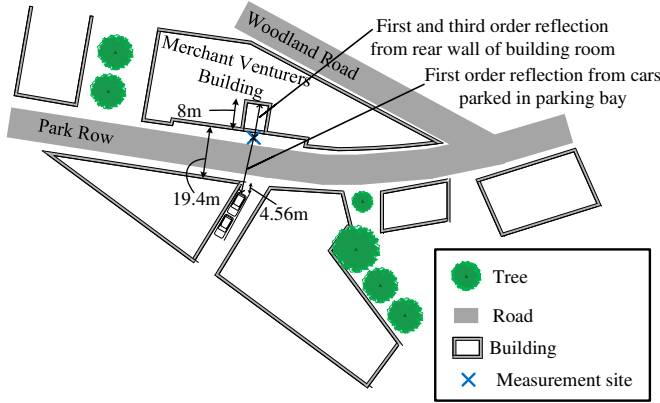 Woodland Road
First and third order reflection
from rear wall of building room
First order reflection from cars
parked in parking bay
Merchant Venturers
Building
8m
Park Row
19.4m
4.56m
Tree
Road
Building
Measurement site